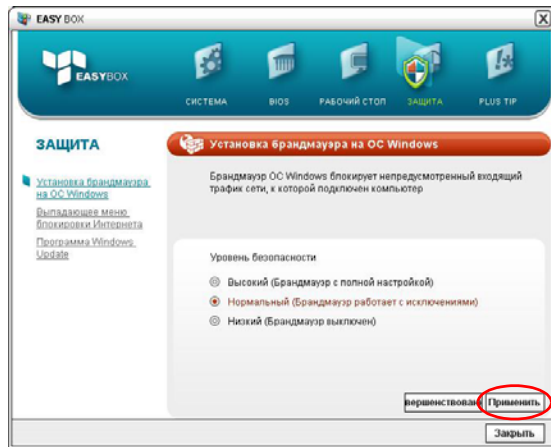 EASY BOX
EASYBOX
СИСТЕМА
BIOS
РАБОЧИЙ СТОЛ
ЗАЩИТА
PLUS TIP
ЗАЩИТА
Установка брандмауэра
на ОС Windows
Выпадающее меню
блокировки Интернета
Программа Windows
Update
Установка брандмауэра на ОС Windows
Брандмауэр ОС Windows блокирует непредусмотренный входящий
трафик сети, к которой подключен компьютер
Уровень безопасности
Высокий (Брандмауэр с полной настройкой)
Нормальный (Брандмауэр работает с исключениями)
Низкий (Брандмауэр выключен)
вершенствован
Применить
Закрыть